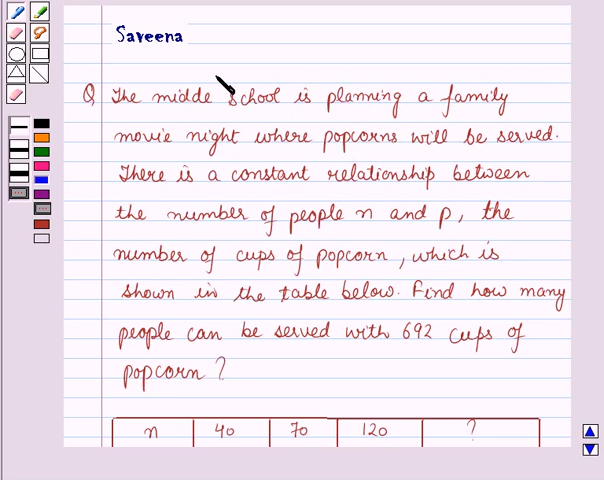 Saveena
Q The midde school is planning a family
movie night where popcorns will be served.
There is a constant relationship between
the number of people n and p, the
number of cups of popcorn, which is
shown in the table below. Find how many
people can be served with 692 cups of
popcorn ?
n 40 70 120 ?